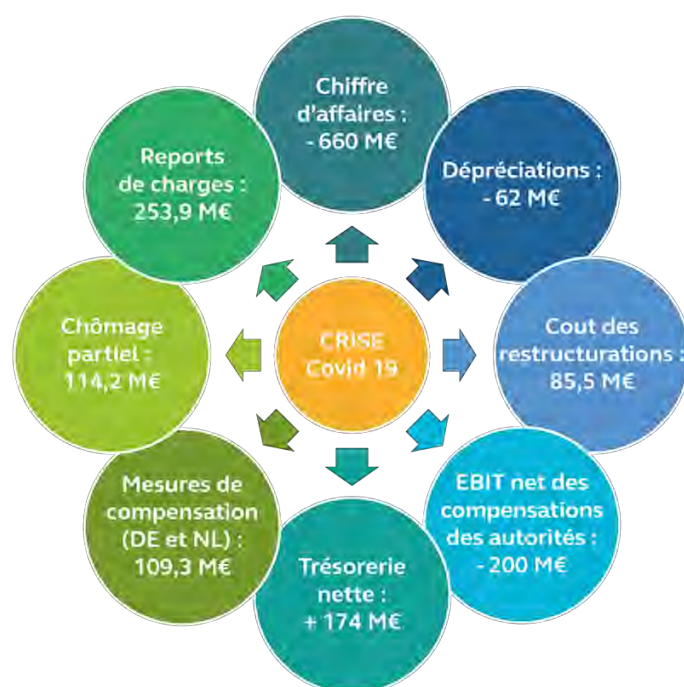 Chiffre
d'affaires :
- 660 M€
Dépréciations :
- 62 M€
Cout des
restructurations :
85,5 M€
EBIT net des
compensations
des autorités :
- 200 M€
Trésorerie
nette :
+ 174 M€
Mesures de
compensation
(DE et NL) :
109,3 M€
Chômage
partiel :
114,2 M€
Reports
de charges :
253,9 M€
CRISE
Covid 19